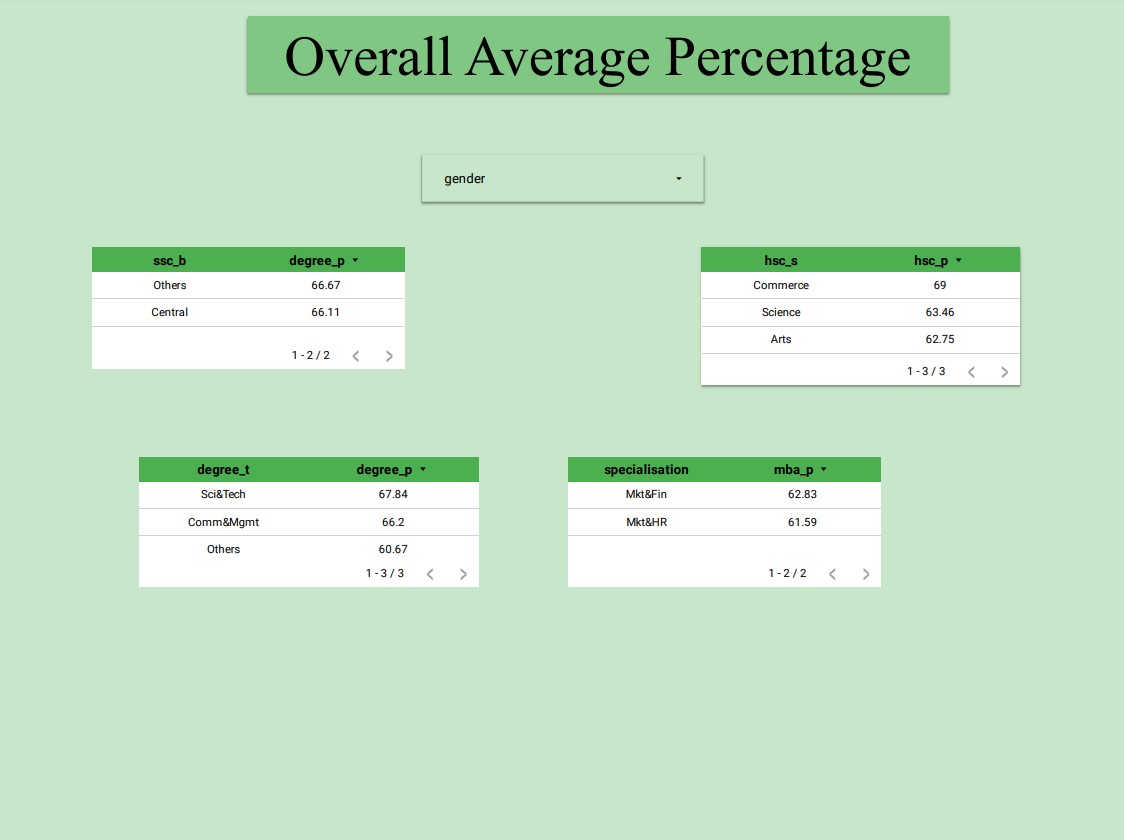 Overall Average Percentage
gender
ssc_b degree_p
Others 66.67
Central 66.11
1 - 2 / 2
hsc_s hsc_p
Commerce 69
Science 63.46
Arts 62.75
1 - 3 / 3
degree_t degree_p
Sci&Tech 67.84
Comm&Mgmt 66.2
Others 60.67
1 - 3 / 3
specialisation mba_p
Mkt&Fin 62.83
Mkt&HR 61.59
1 - 2 / 2